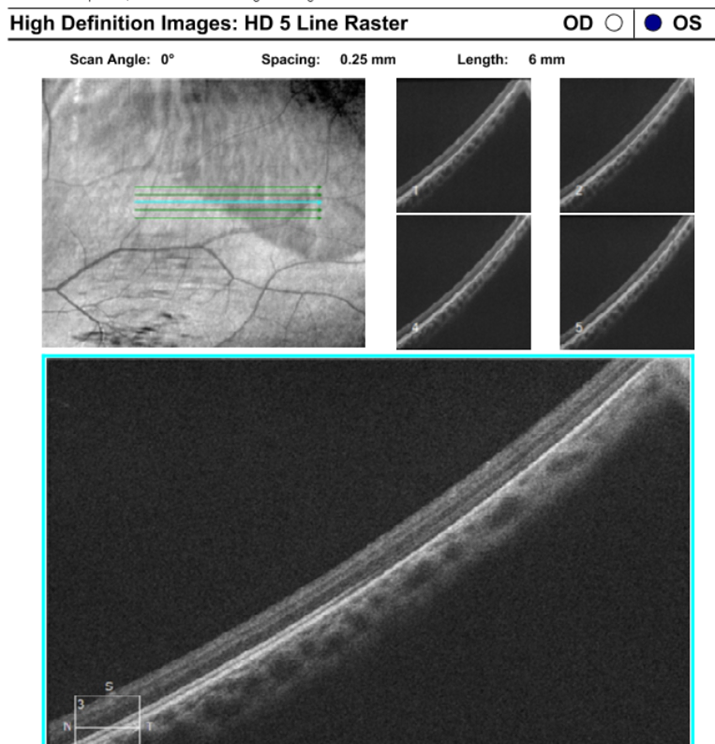 High Definition Images: HD 5 Line Raster OD OS
Scan Angle: 0° Spacing: 0.25 mm Length: 6 mm
1 2
4 5
S
3
N T